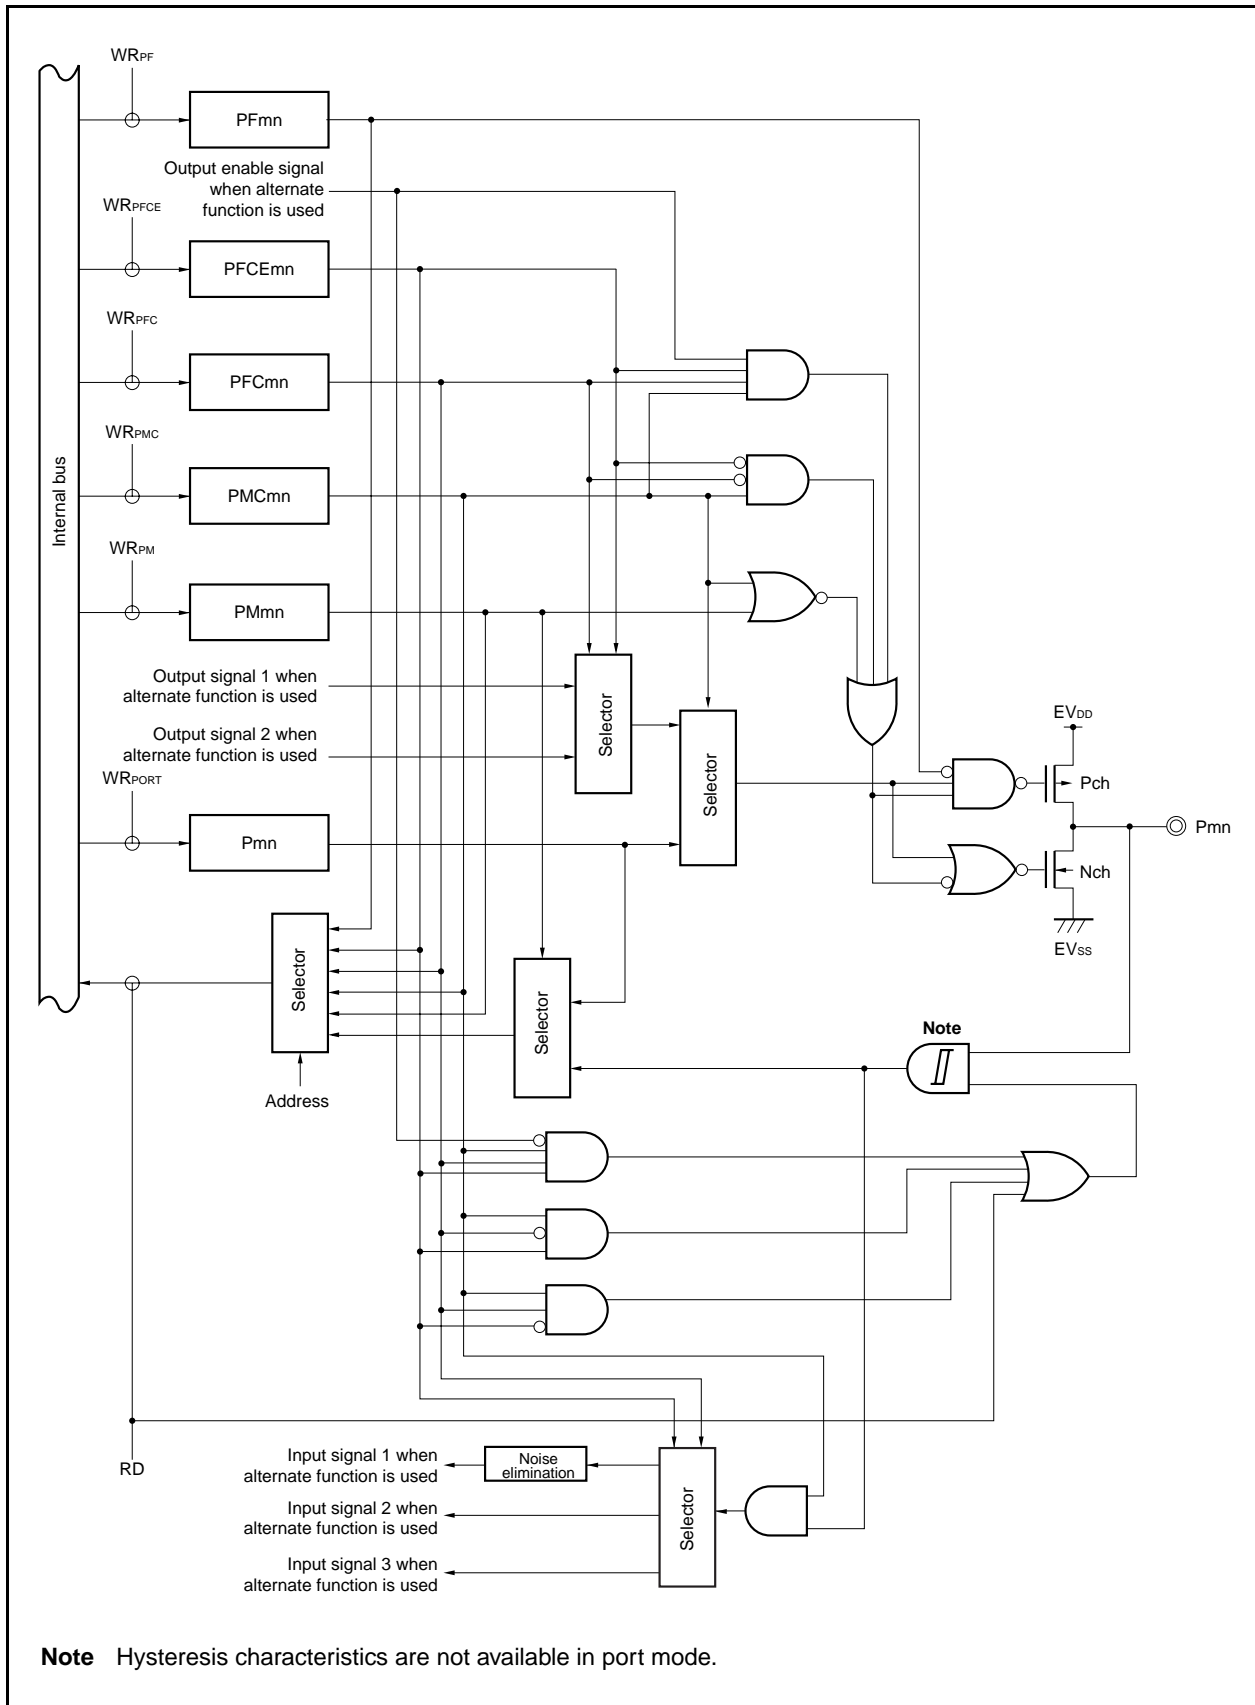 WRPF
PFmn
Output enable signal
when alternate
function is used
WRPFCE
PFCEmn
WRPFC
PFCmn
WRPMC
PMCmn
Internal bus
WRPM
PMmn
Output signal 1 when
alternate function is used
Output signal 2 when
alternate function is used
Selector
Selector
WRPORT
Pmn
EVDD
Pch
Pmn
Nch
EVSS
Selector
Selector
Note
Address
RD
Input signal 1 when
alternate function is used
Noise
elimination
Input signal 2 when
alternate function is used
Input signal 3 when
alternate function is used
Selector
Note Hysteresis characteristics are not available in port mode.